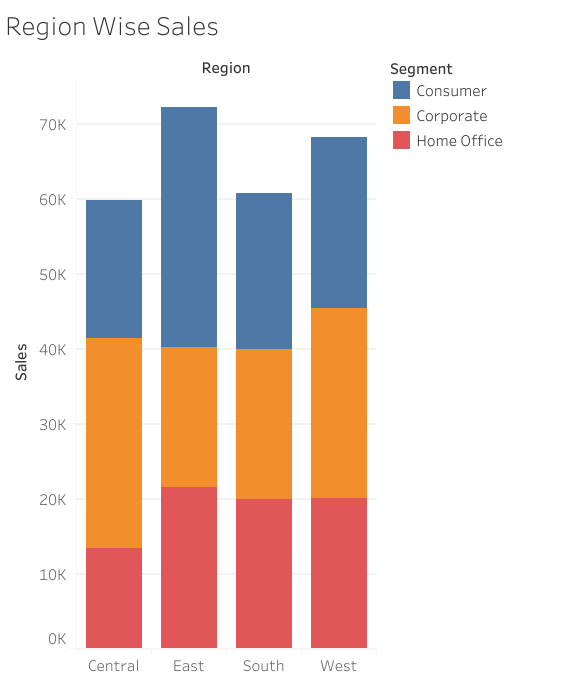 Region Wise Sales
Region
Segment
Consumer
Corporate
Home Office
Sales
70K
60K
50K
40K
30K
20K
10K
0K
Central East South West